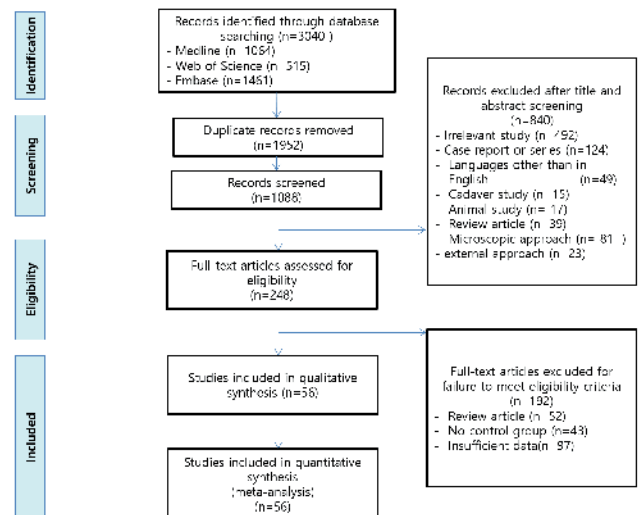 Identification
Records identified through database
searching (n=3040 )
- Medline (n 1064)
- Web of Science (n 515)
- Embase (n=1461)
Screening
Duplicate records removed
(n=1952)
Records screened
(n=1088)
Records excluded after title and
abstract screening
(n=840)
- Irrelevant study (n 492)
- Case report or series (n=124)
- Languages other than in
English (n=49)
- Cadaver study (n 15)
Animal study (n= 17)
- Review article (n 39)
Microscopic approach (n= 81 )
- external approach (n 23)
Eligibility
Full-text articles assessed for
eligibility
(n=248)
Included
Studies included in qualitative
synthesis (n=56)
Full-text articles excluded for
failure to meet eligibility criteria
(n 192)
- Review article (n 52)
- No control group (n=43)
- Insufficient data(n 97)
Studies included in quantitative
synthesis
(meta-analysis)
(n=56)